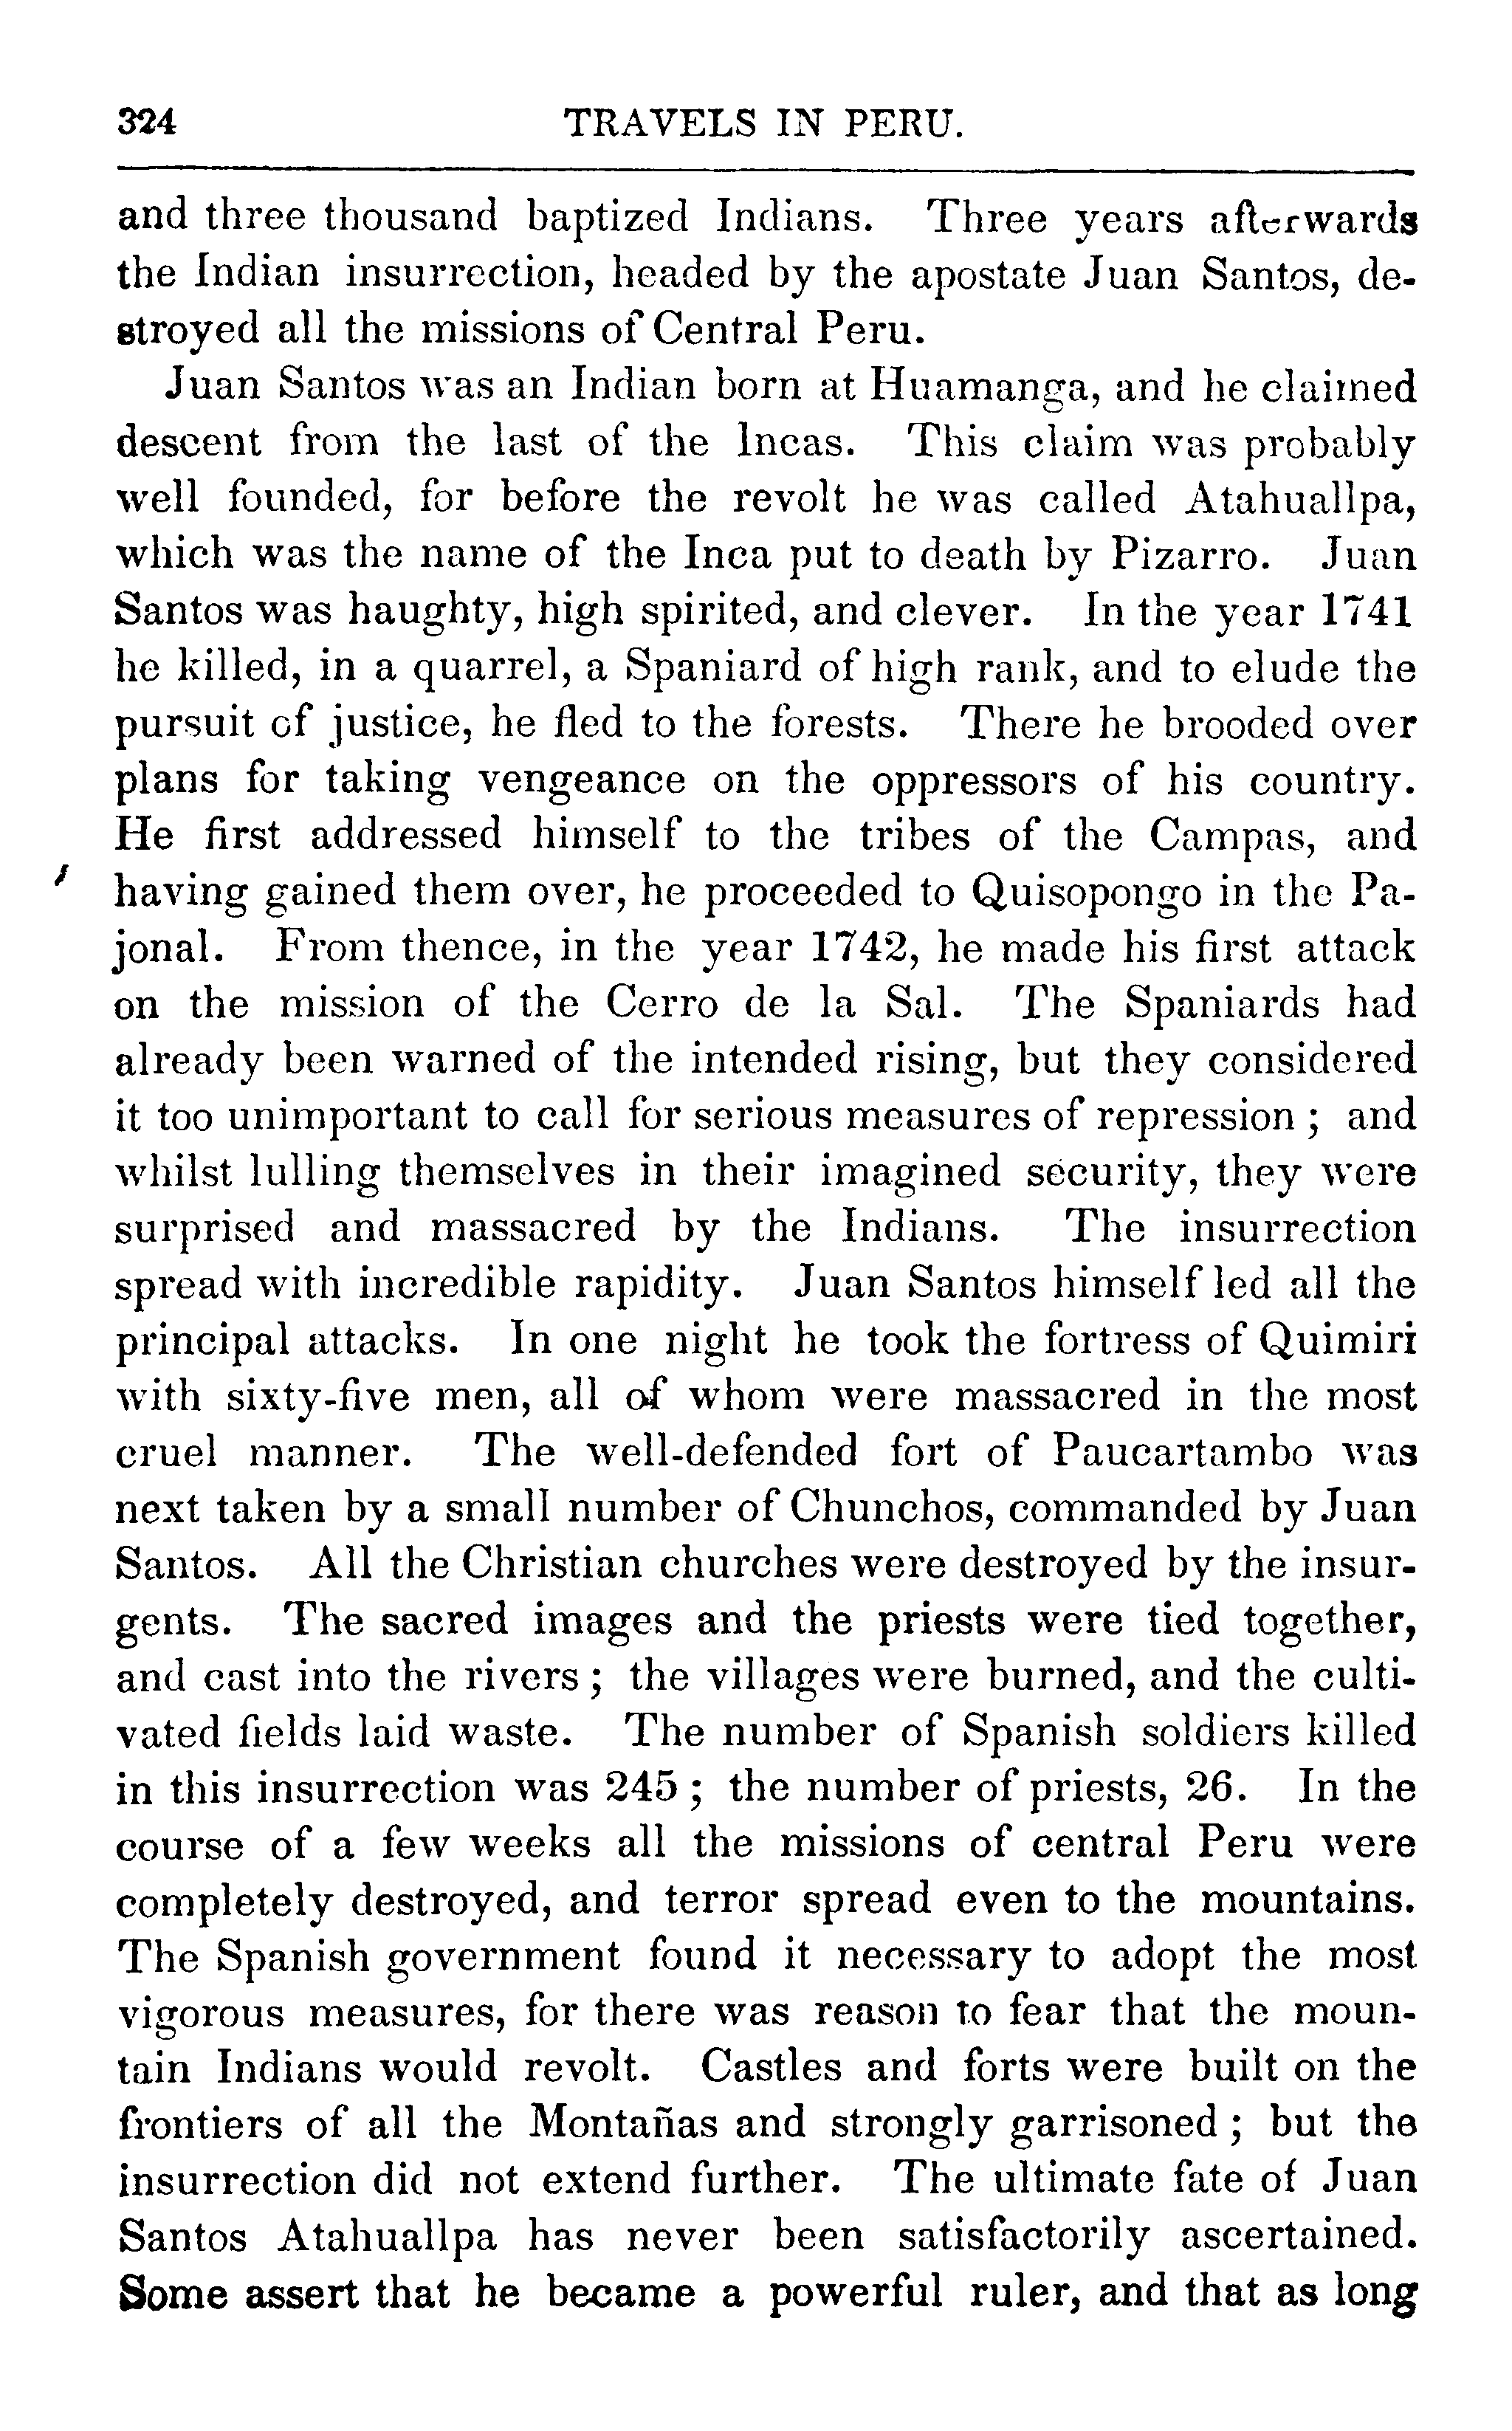 324 TRAVELS IN PERU.
and three thousand baptized Indians. Three years afterwards
the Indian insurrection, headed by the apostate Juan Santos, de-
stroyed all the missions of Central Peru.
Juan Santos was an Indian born at Huamanga, and he claimed
descent from the last of the Incas. This claim was probably
well founded, for before the revolt he was called Atahuallpa,
which was the name of the Inca put to death by Pizarro. Juan
Santos was haughty, high spirited, and clever. In the year 1741
he killed, in a quarrel, a Spaniard of high rank, and to elude the
pursuit of justice, he fled to the forests. There he brooded over
plans for taking vengeance on the oppressors of his country.
He first addressed himself to the tribes of the Campas, and
having gained them over, he proceeded to Quisopongo in the Pa-
jonal. From thence, in the year 1742, he made his first attack
on the mission of the Cerro de la Sal. The Spaniards had
already been warned of the intended rising, but they considered
it too unimportant to call for serious measures of repression ; and
whilst lulling themselves in their imagined security, they were
surprised and massacred by the Indians. The insurrection
spread with incredible rapidity. Juan Santos himself led all the
principal attacks. In one night he took the fortress of Quimiri
with sixty-five men, all of whom were massacred in the most
cruel manner. The well-defended fort of Paucartambo was
next taken by a small number of Chunchos, commanded by Juan
Santos. All the Christian churches were destroyed by the insur-
gents. The sacred images and the priests were tied together,
and cast into the rivers ; the villages were burned, and the culti-
vated fields laid waste. The number of Spanish soldiers killed
in this insurrection was 245 ; the number of priests, 26. In the
course of a few weeks all the missions of central Peru were
completely destroyed, and terror spread even to the mountains.
The Spanish government found it necessary to adopt the most
vigorous measures, for there was reason to fear that the moun-
tain Indians would revolt. Castles and forts were built on the
frontiers of all the Montañas and strongly garrisoned ; but the
insurrection did not extend further. The ultimate fate of Juan
Santos Atahuallpa has never been satisfactorily ascertained.
Some assert that he became a powerful ruler, and that as long